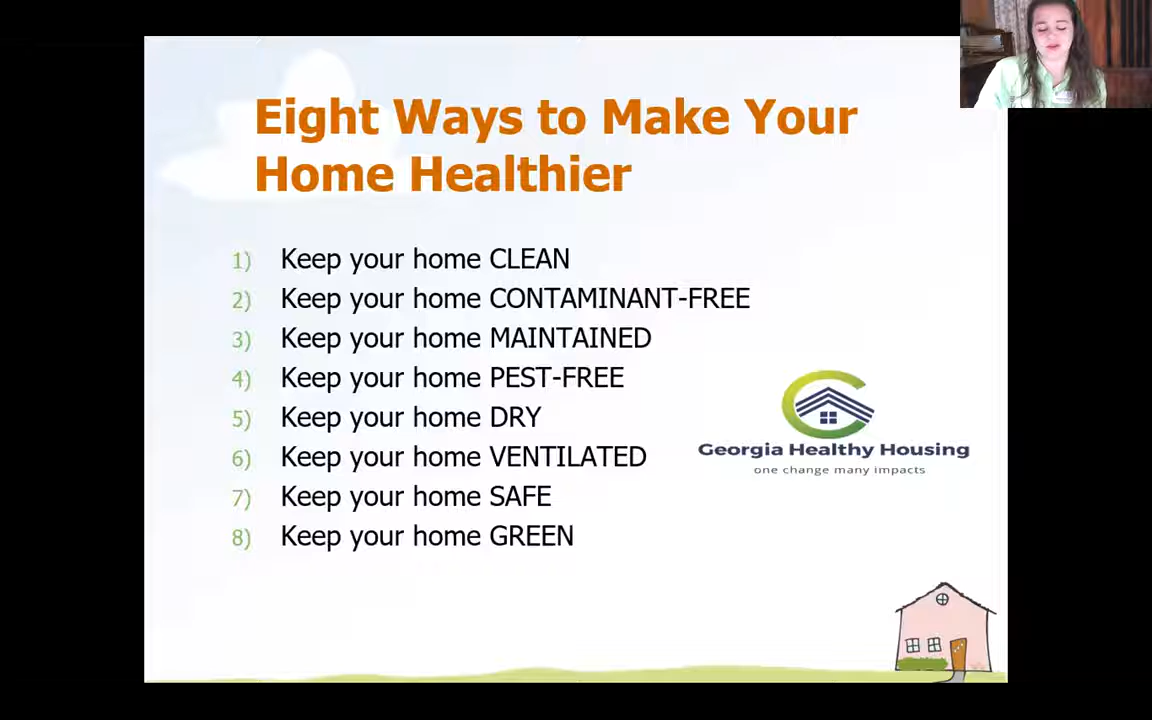 Eight Ways to Make Your
Home Healthier
1) Keep your home CLEAN
2) Keep your home CONTAMINANT-FREE
3) Keep your home MAINTAINED
4) Keep your home PEST-FREE
5) Keep your home DRY
6) Keep your home VENTILATED
7) Keep your home SAFE
8) Keep your home GREEN
Georgia Healthy Housing
one change many impacts